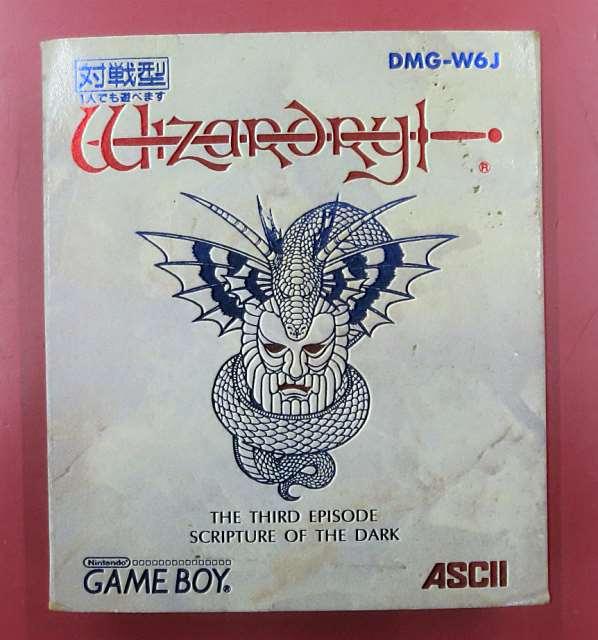 対戦型
DMG-W6J
1人でも遊べます
Wizardry
®
THE THIRD EPISODE
SCRIPTURE OF THE DARK
Nintendo
GAME BOY®
ASCII